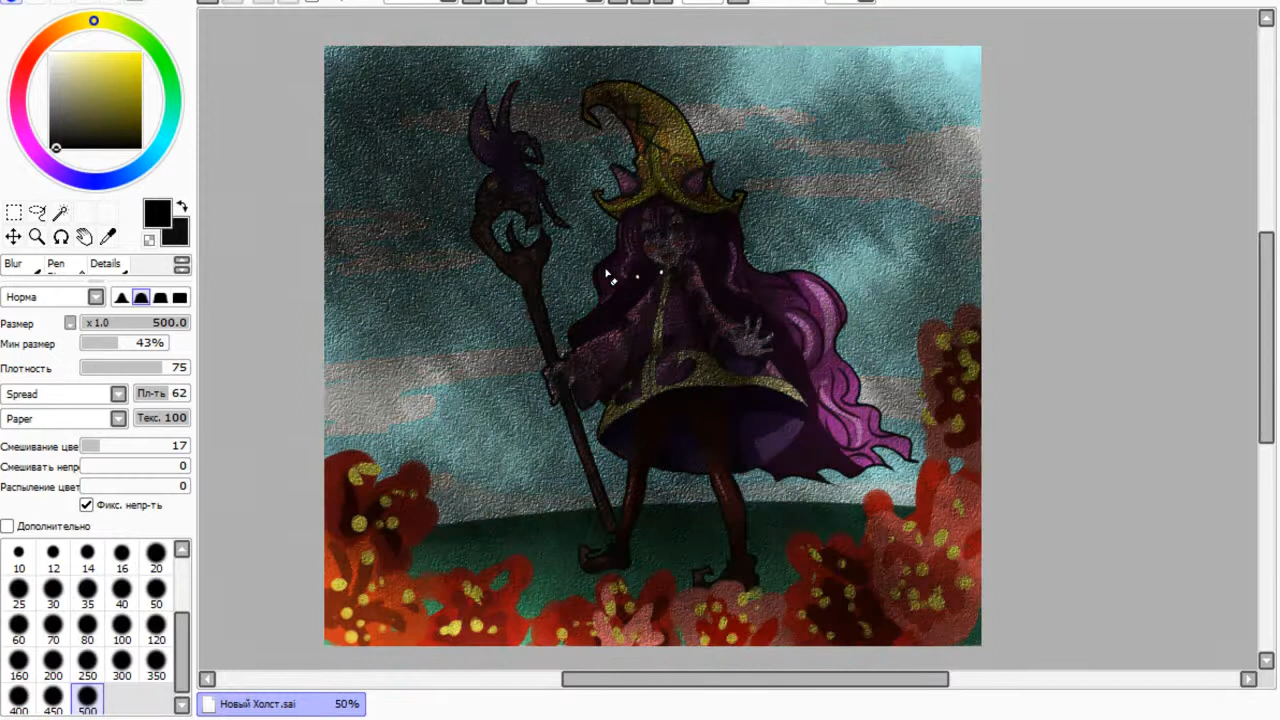 Blur Pen Details
Норма
Размер x 1.0 500.0
Мин размер 43%
Плотность 75
Spread Пл-ть 62
Paper Текс. 100
Смешивание цве 17
Смешивать непр 0
Распыление цвет 0
Фикс. непр-ть
Дополнительно
10 12 14 16 20
25 30 35 40 50
60 70 80 100 120
160 200 250 300 350
400 450 500
Новый Холст.sai 50%